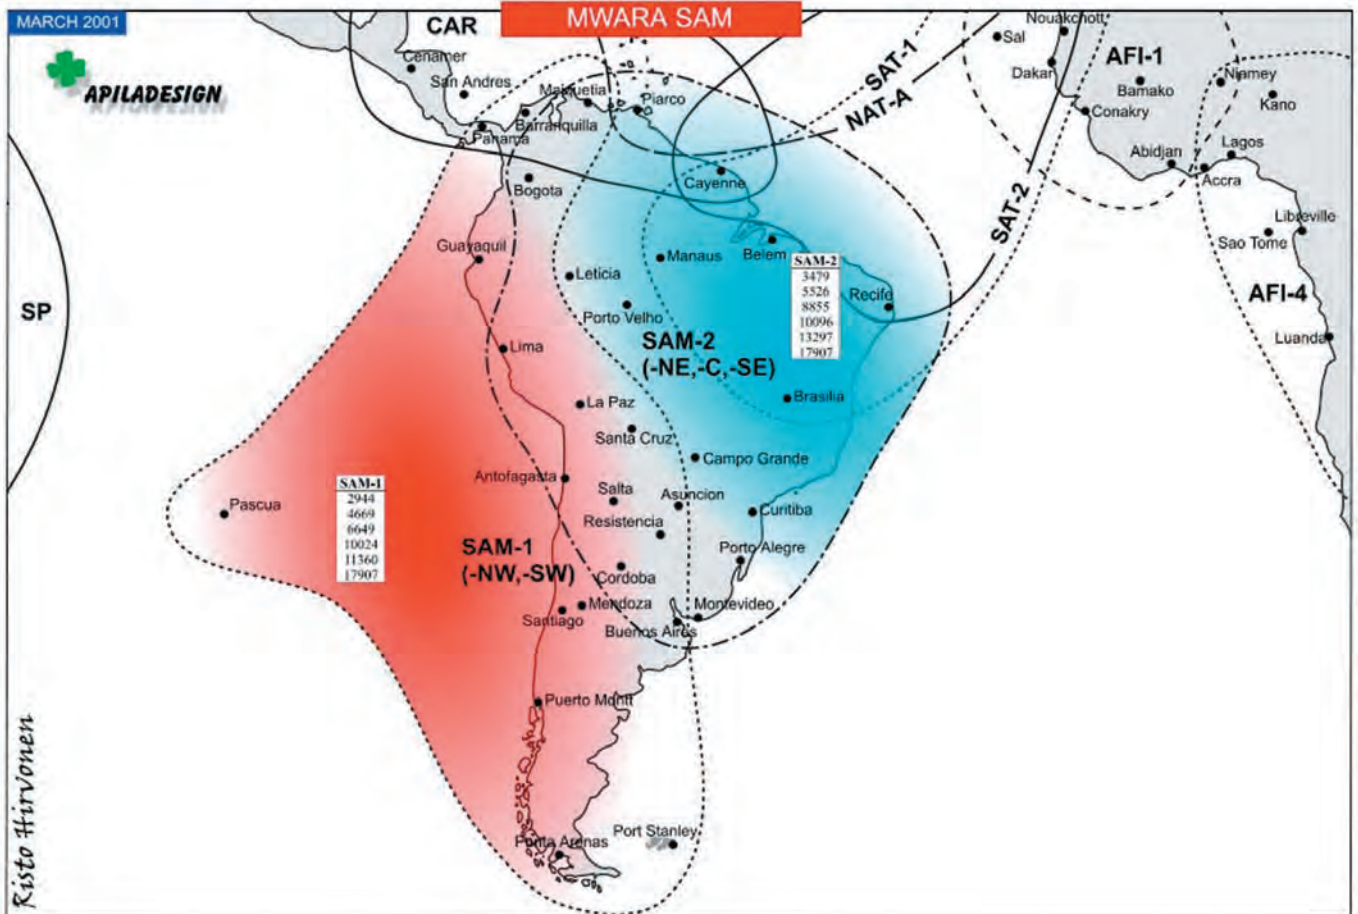 MARCH 2001
MWARA SAM
APILADESIGN
CAR
SAT-1
NAT-A
SAT-2
AFI-1
AFI-4
SP
Cenamer
San Andres
Maiquetia
Piarco
Barranquilla
Panama
Bogota
Cayenne
Nouakchott
Sal
Dakar
Bamako
Niamey
Kano
Conakry
Abidjan
Lagos
Accra
Libreville
Sao Tome
Luanda
Guayaquil
Leticia
Manaus
Belem
Porto Velho
Recife
Lima
SAM-2
3479
5526
8855
10096
13297
17907
SAM-2
(-NE,-C,-SE)
La Paz
Brasilia
Santa Cruz
Campo Grande
Antofagasta
Salta
Asuncion
Pascua
Resistencia
Curitiba
SAM-1
2944
4669
6649
10024
11360
17907
SAM-1
(-NW,-SW)
Porto Alegre
Cordoba
Mendoza
Montevideo
Santiago
Buenos Aires
Puerto Montt
Port Stanley
Ponta Arenas
Risto Hirvonen